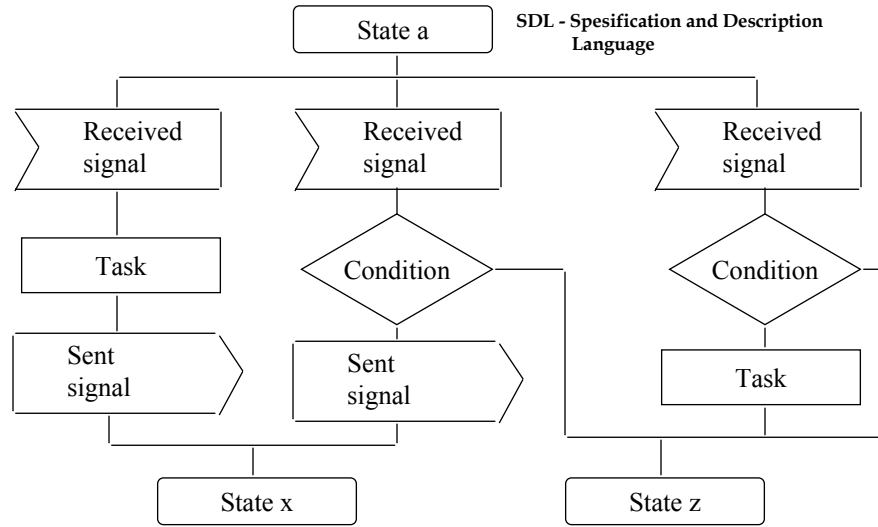 State a
SDL - Spesification and Description
Language
Received
signal
Received
signal
Received
signal
Task
Condition
Condition
Sent
signal
Sent
signal
Task
State x
State z